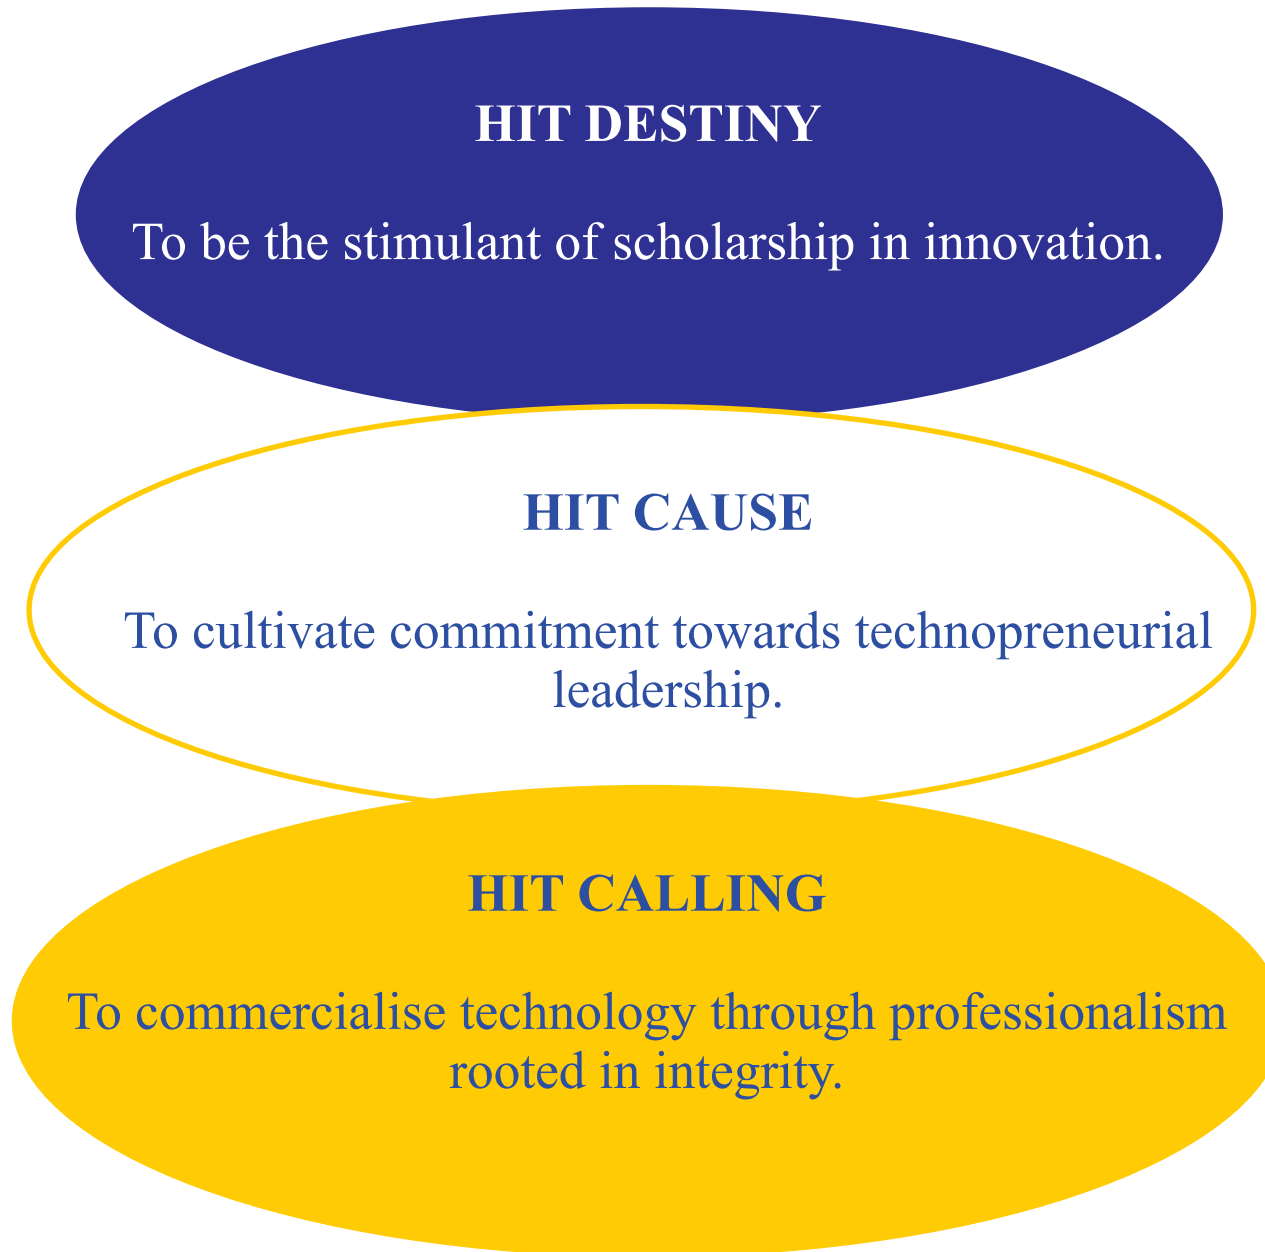 HIT DESTINY
To be the stimulant of scholarship in innovation.
HIT CAUSE
To cultivate commitment towards technopreneurial
leadership.
HIT CALLING
To commercialise technology through professionalism
rooted in integrity.